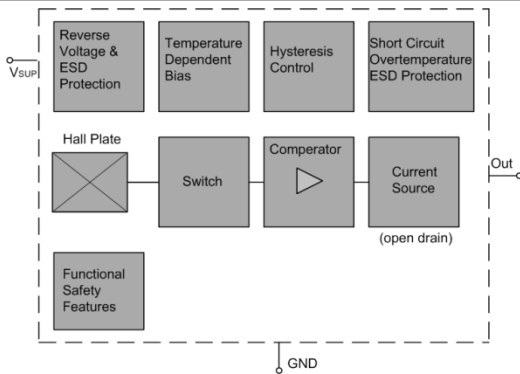 Reverse
Voltage &
ESD
Protection
Temperature
Dependent
Bias
Hysteresis
Control
Short Circuit
Overtemperature
ESD Protection
VSUP
Hall Plate
Switch
Comperator
Current
Source
Out
(open drain)
Functional
Safety
Features
GND